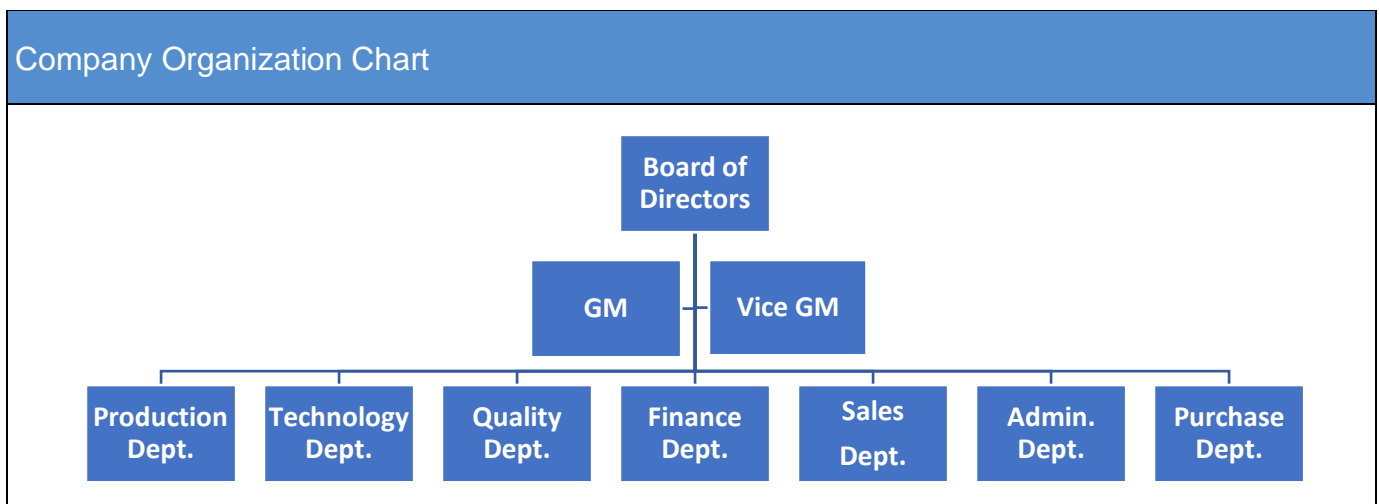 Company Organization Chart
Board of
Directors
GM
Vice GM
Production
Dept.
Technology
Dept.
Quality
Dept.
Finance
Dept.
Sales
Dept.
Admin.
Dept.
Purchase
Dept.